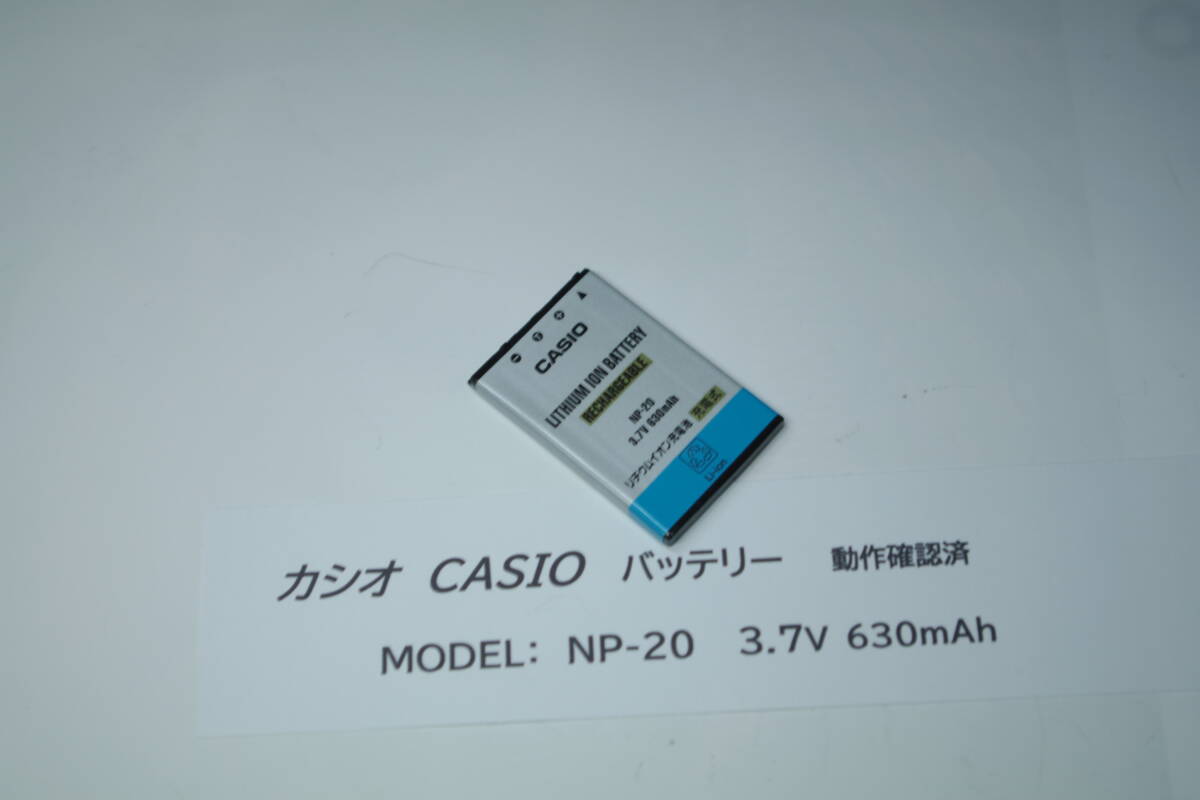 CASIO
LITHIUM ION BATTERY
RECHARGEABLE
NP-20
3.7V 630mAh
リチウムイオン充電池 充電式
Li-ion
カシオ CASIO バッテリー 動作確認済
MODEL: NP-20 3.7V 630mAh